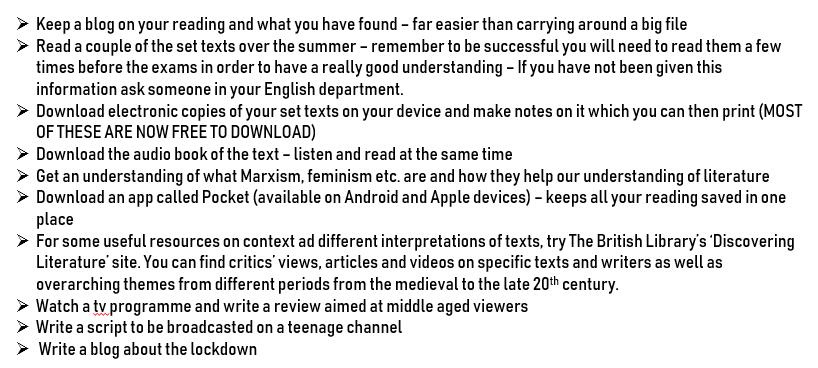 ➢ Keep a blog on your reading and what you have found – far easier than carrying around a big file
➢ Read a couple of the set texts over the summer – remember to be successful you will need to read them a few
times before the exams in order to have a really good understanding – If you have not been given this
information ask someone in your English department.
➢ Download electronic copies of your set texts on your device and make notes on it which you can then print (MOST
OF THESE ARE NOW FREE TO DOWNLOAD)
➢ Download the audio book of the text – listen and read at the same time
➢ Get an understanding of what Marxism, feminism etc. are and how they help our understanding of literature
➢ Download an app called Pocket (available on Android and Apple devices) – keeps all your reading saved in one
place
➢ For some useful resources on context ad different interpretations of texts, try The British Library's 'Discovering
Literature' site. You can find critics' views, articles and videos on specific texts and writers as well as
overarching themes from different periods from the medieval to the late 20th century.
➢ Watch a tv programme and write a review aimed at middle aged viewers
➢ Write a script to be broadcasted on a teenage channel
➢ Write a blog about the lockdown